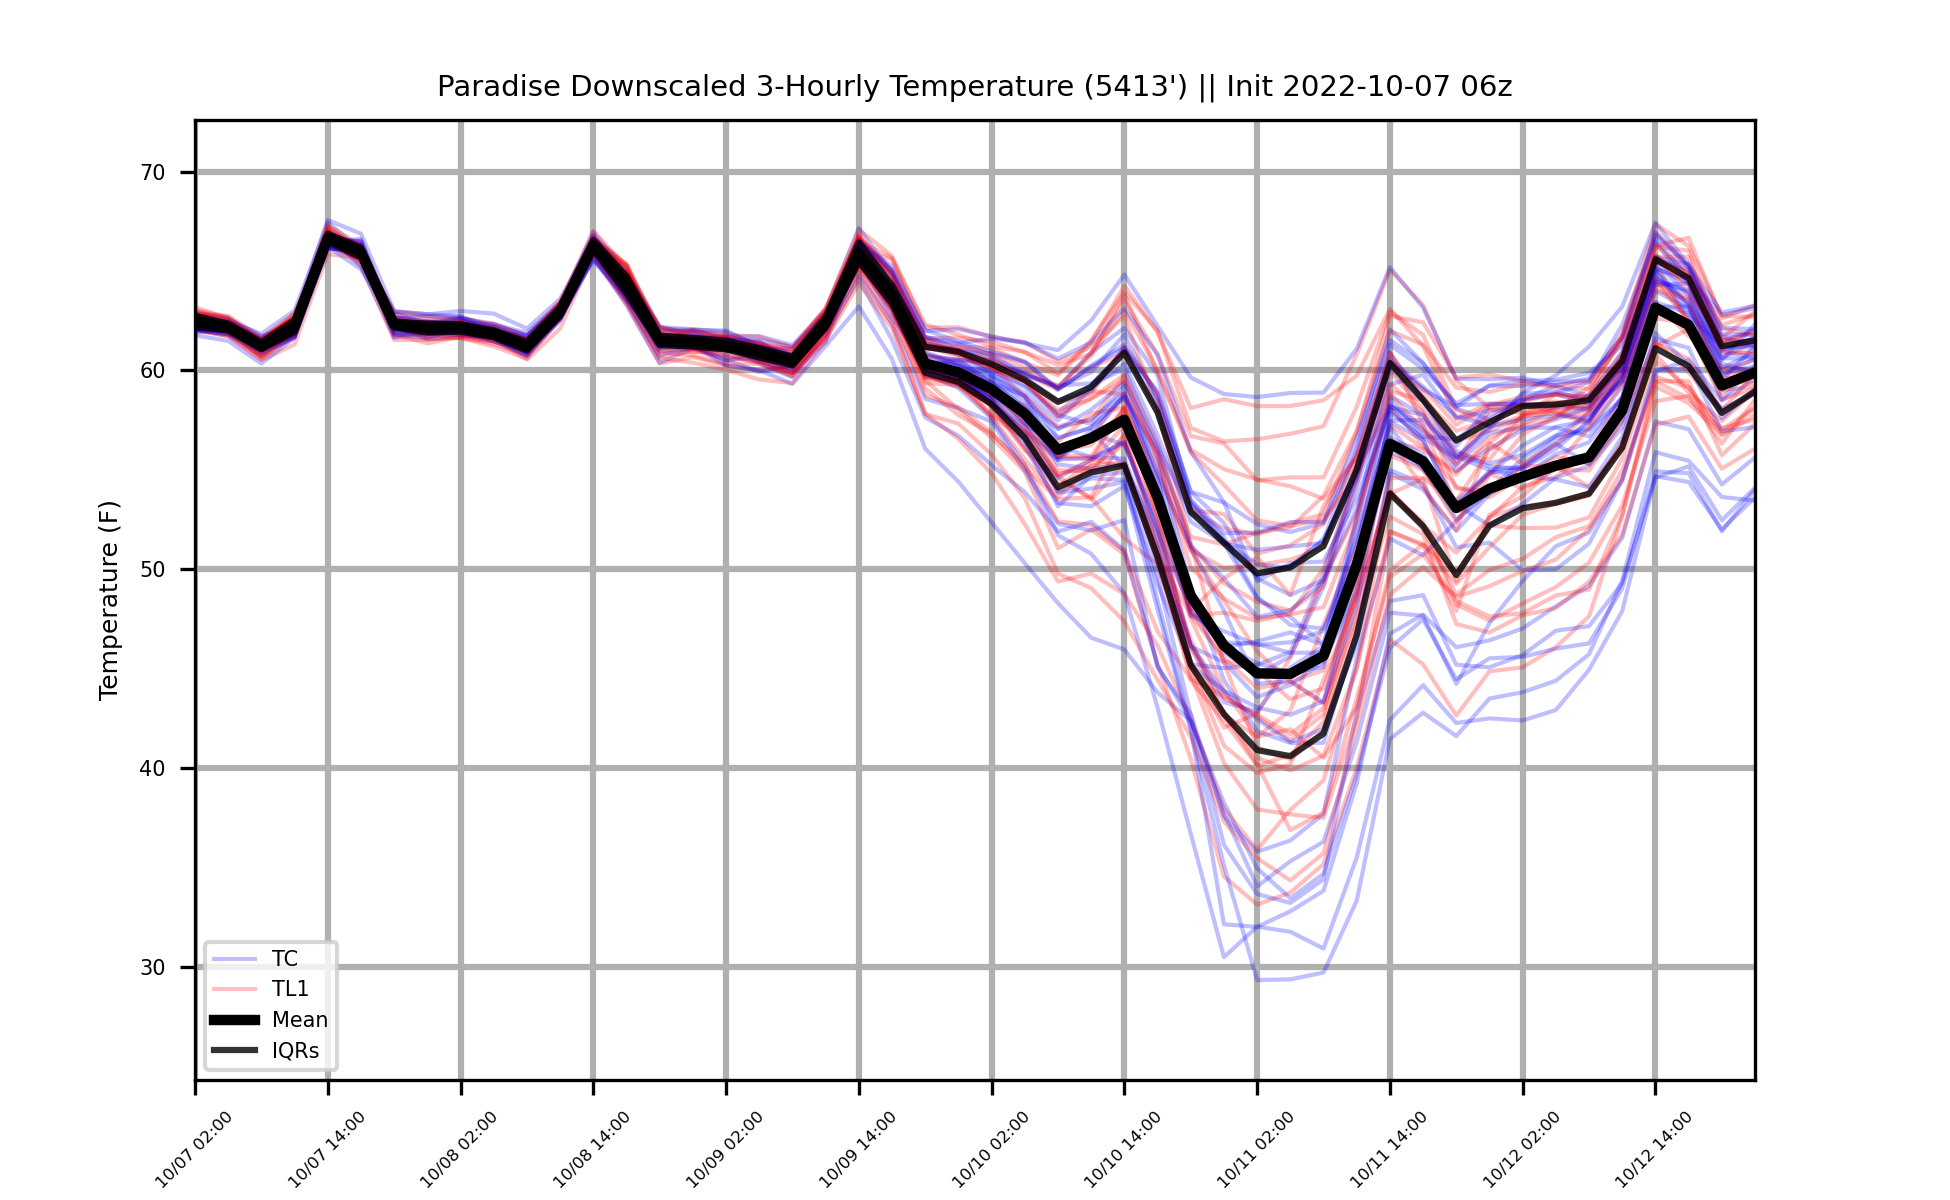 Paradise Downscaled 3-Hourly Temperature (5413') || Init 2022-10-07 06z
Temperature (F)
70
60
50
40
30
TC
TL1
Mean
IQRs
10/07 02:00
10/07 14:00
10/08 02:00
10/08 14:00
10/09 02:00
10/09 14:00
10/10 02:00
10/10 14:00
10/11 02:00
10/11 14:00
10/12 02:00
10/12 14:00